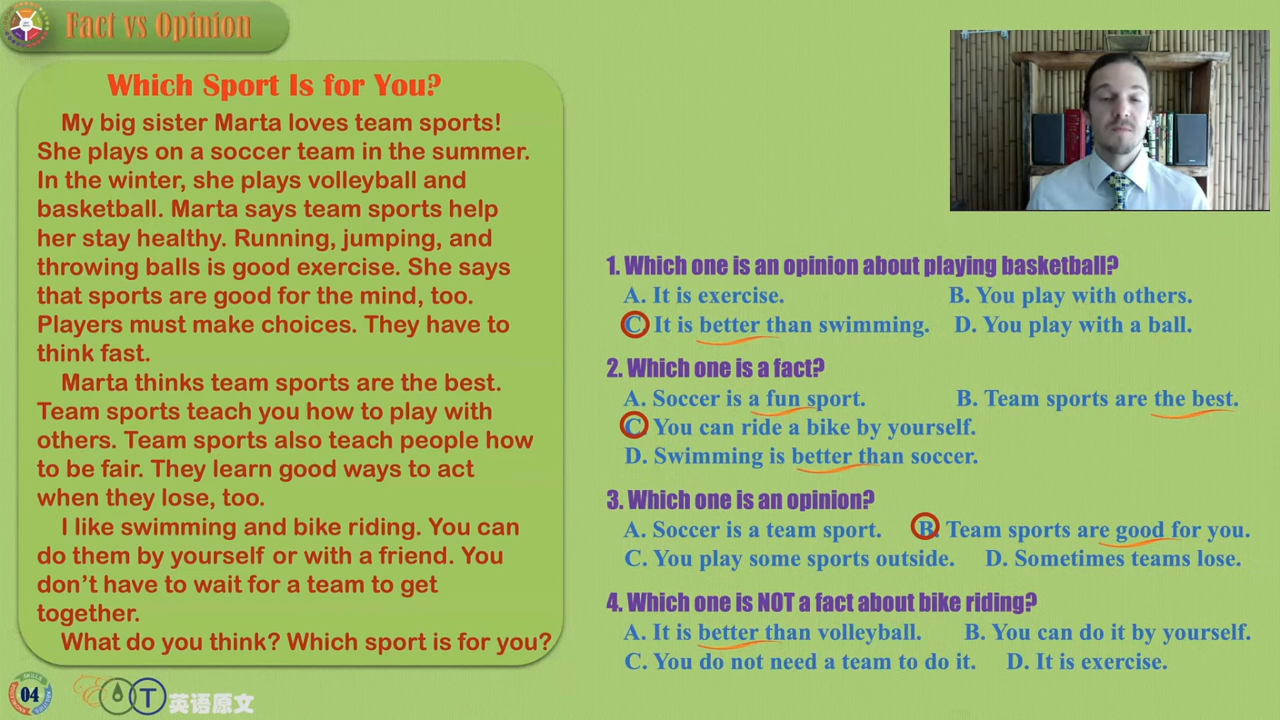 Fact vs Opinion
Which Sport Is for You?
My big sister Marta loves team sports!
She plays on a soccer team in the summer.
In the winter, she plays volleyball and
basketball. Marta says team sports help
her stay healthy. Running, jumping, and
throwing balls is good exercise. She says
that sports are good for the mind, too.
Players must make choices. They have to
think fast.
Marta thinks team sports are the best.
Team sports teach you how to play with
others. Team sports also teach people how
to be fair. They learn good ways to act
when they lose, too.
I like swimming and bike riding. You can
do them by yourself or with a friend. You
don't have to wait for a team to get
together.
What do you think? Which sport is for you?
1. Which one is an opinion about playing basketball?
A. It is exercise. B. You play with others.
C. It is better than swimming. D. You play with a ball.
2. Which one is a fact?
A. Soccer is a fun sport. B. Team sports are the best.
C. You can ride a bike by yourself.
D. Swimming is better than soccer.
3. Which one is an opinion?
A. Soccer is a team sport. B. Team sports are good for you.
C. You play some sports outside. D. Sometimes teams lose.
4. Which one is NOT a fact about bike riding?
A. It is better than volleyball. B. You can do it by yourself.
C. You do not need a team to do it. D. It is exercise.
04
T 英语原文